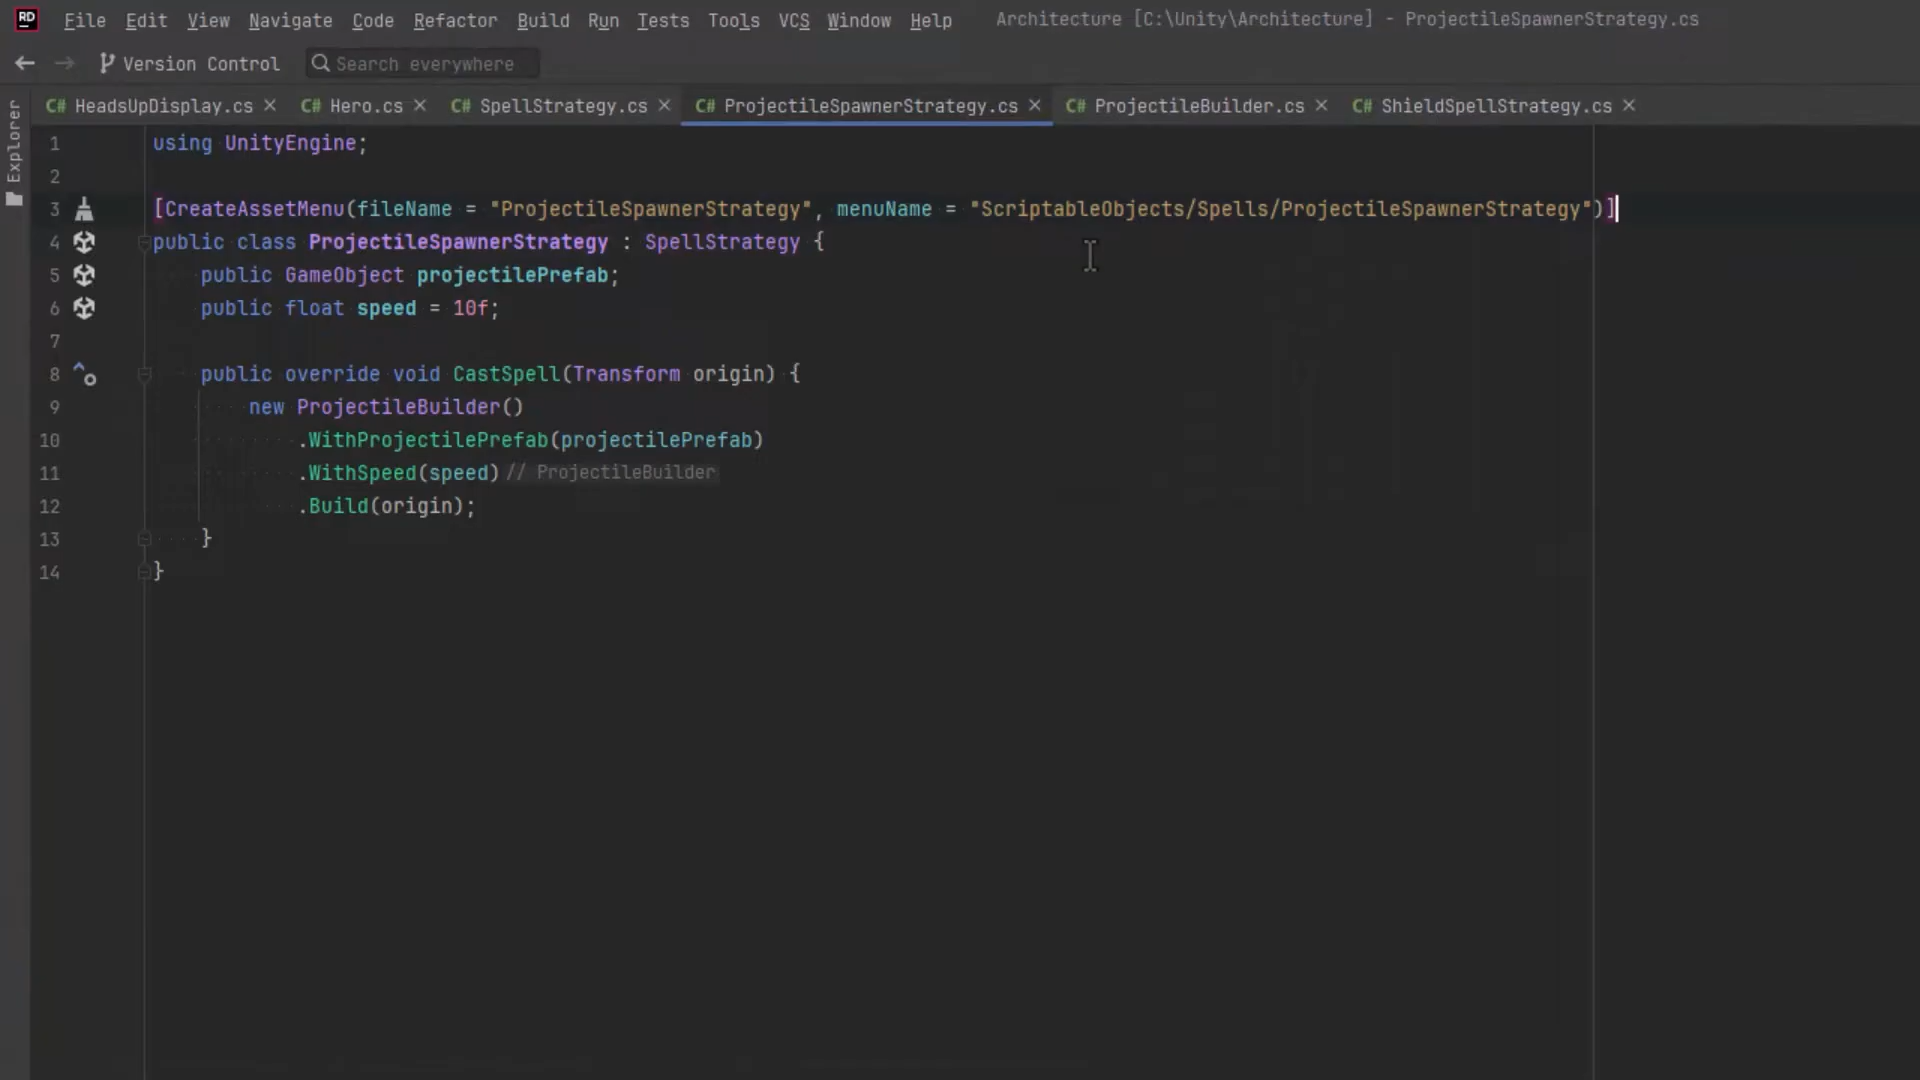 RD File Edit View Navigate Code Refactor Build Run Tests Tools VCS Window Help Architecture [C:\Unity\Architecture] - ProjectileSpawnerStrategy.cs
Version Control Search everywhere
C# HeadsUpDisplay.cs C# Hero.cs C# SpellStrategy.cs C# ProjectileSpawnerStrategy.cs C# ProjectileBuilder.cs C# ShieldSpellStrategy.cs
Explorer
1 using UnityEngine;
2
3 [CreateAssetMenu(fileName = "ProjectileSpawnerStrategy", menuName = "ScriptableObjects/Spells/ProjectileSpawnerStrategy")]
4 public class ProjectileSpawnerStrategy : SpellStrategy {
5 public GameObject projectilePrefab;
6 public float speed = 10f;
7
8 public override void CastSpell(Transform origin) {
9 new ProjectileBuilder()
10 .WithProjectilePrefab(projectilePrefab)
11 .WithSpeed(speed) // ProjectileBuilder
12 .Build(origin);
13 }
14 }